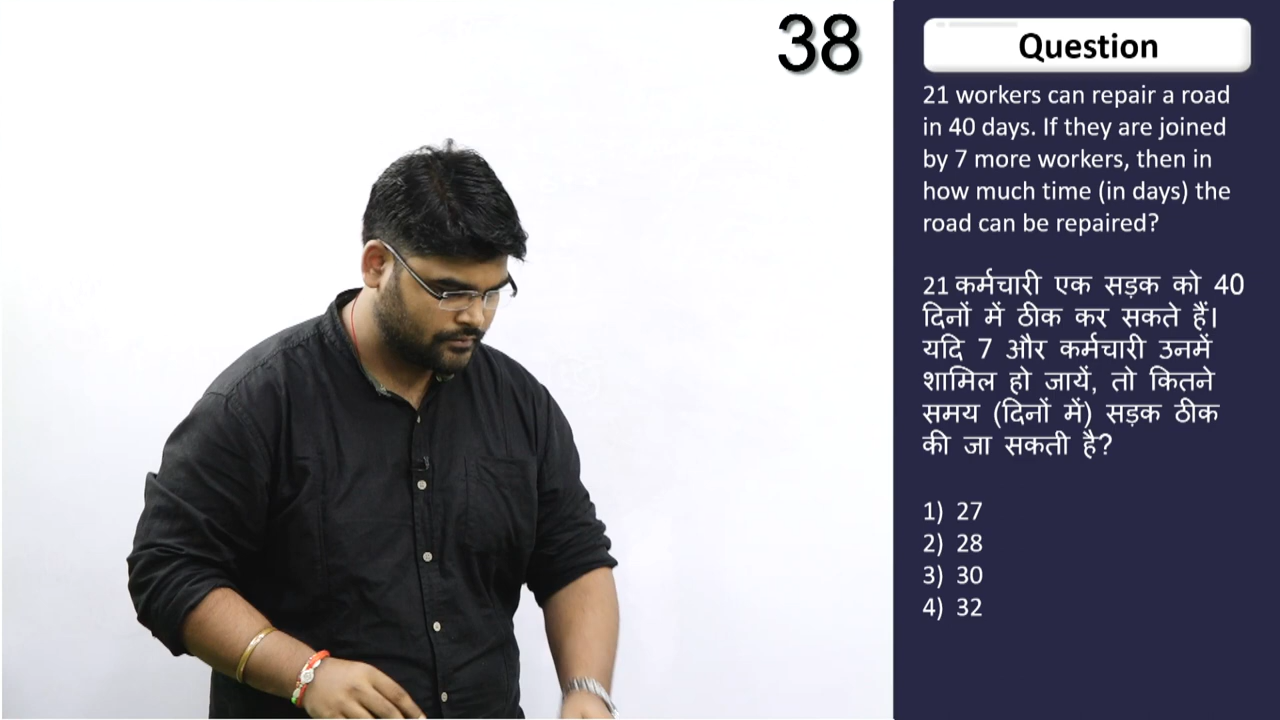 38
Question
21 workers can repair a road
in 40 days. If they are joined
by 7 more workers, then in
how much time (in days) the
road can be repaired?
21 कर्मचारी एक सड़क को 40
दिनों में ठीक कर सकते हैं।
यदि 7 और कर्मचारी उनमें
शामिल हो जायें, तो कितने
समय (दिनों में) सड़क ठीक
की जा सकती है?
1) 27
2) 28
3) 30
4) 32